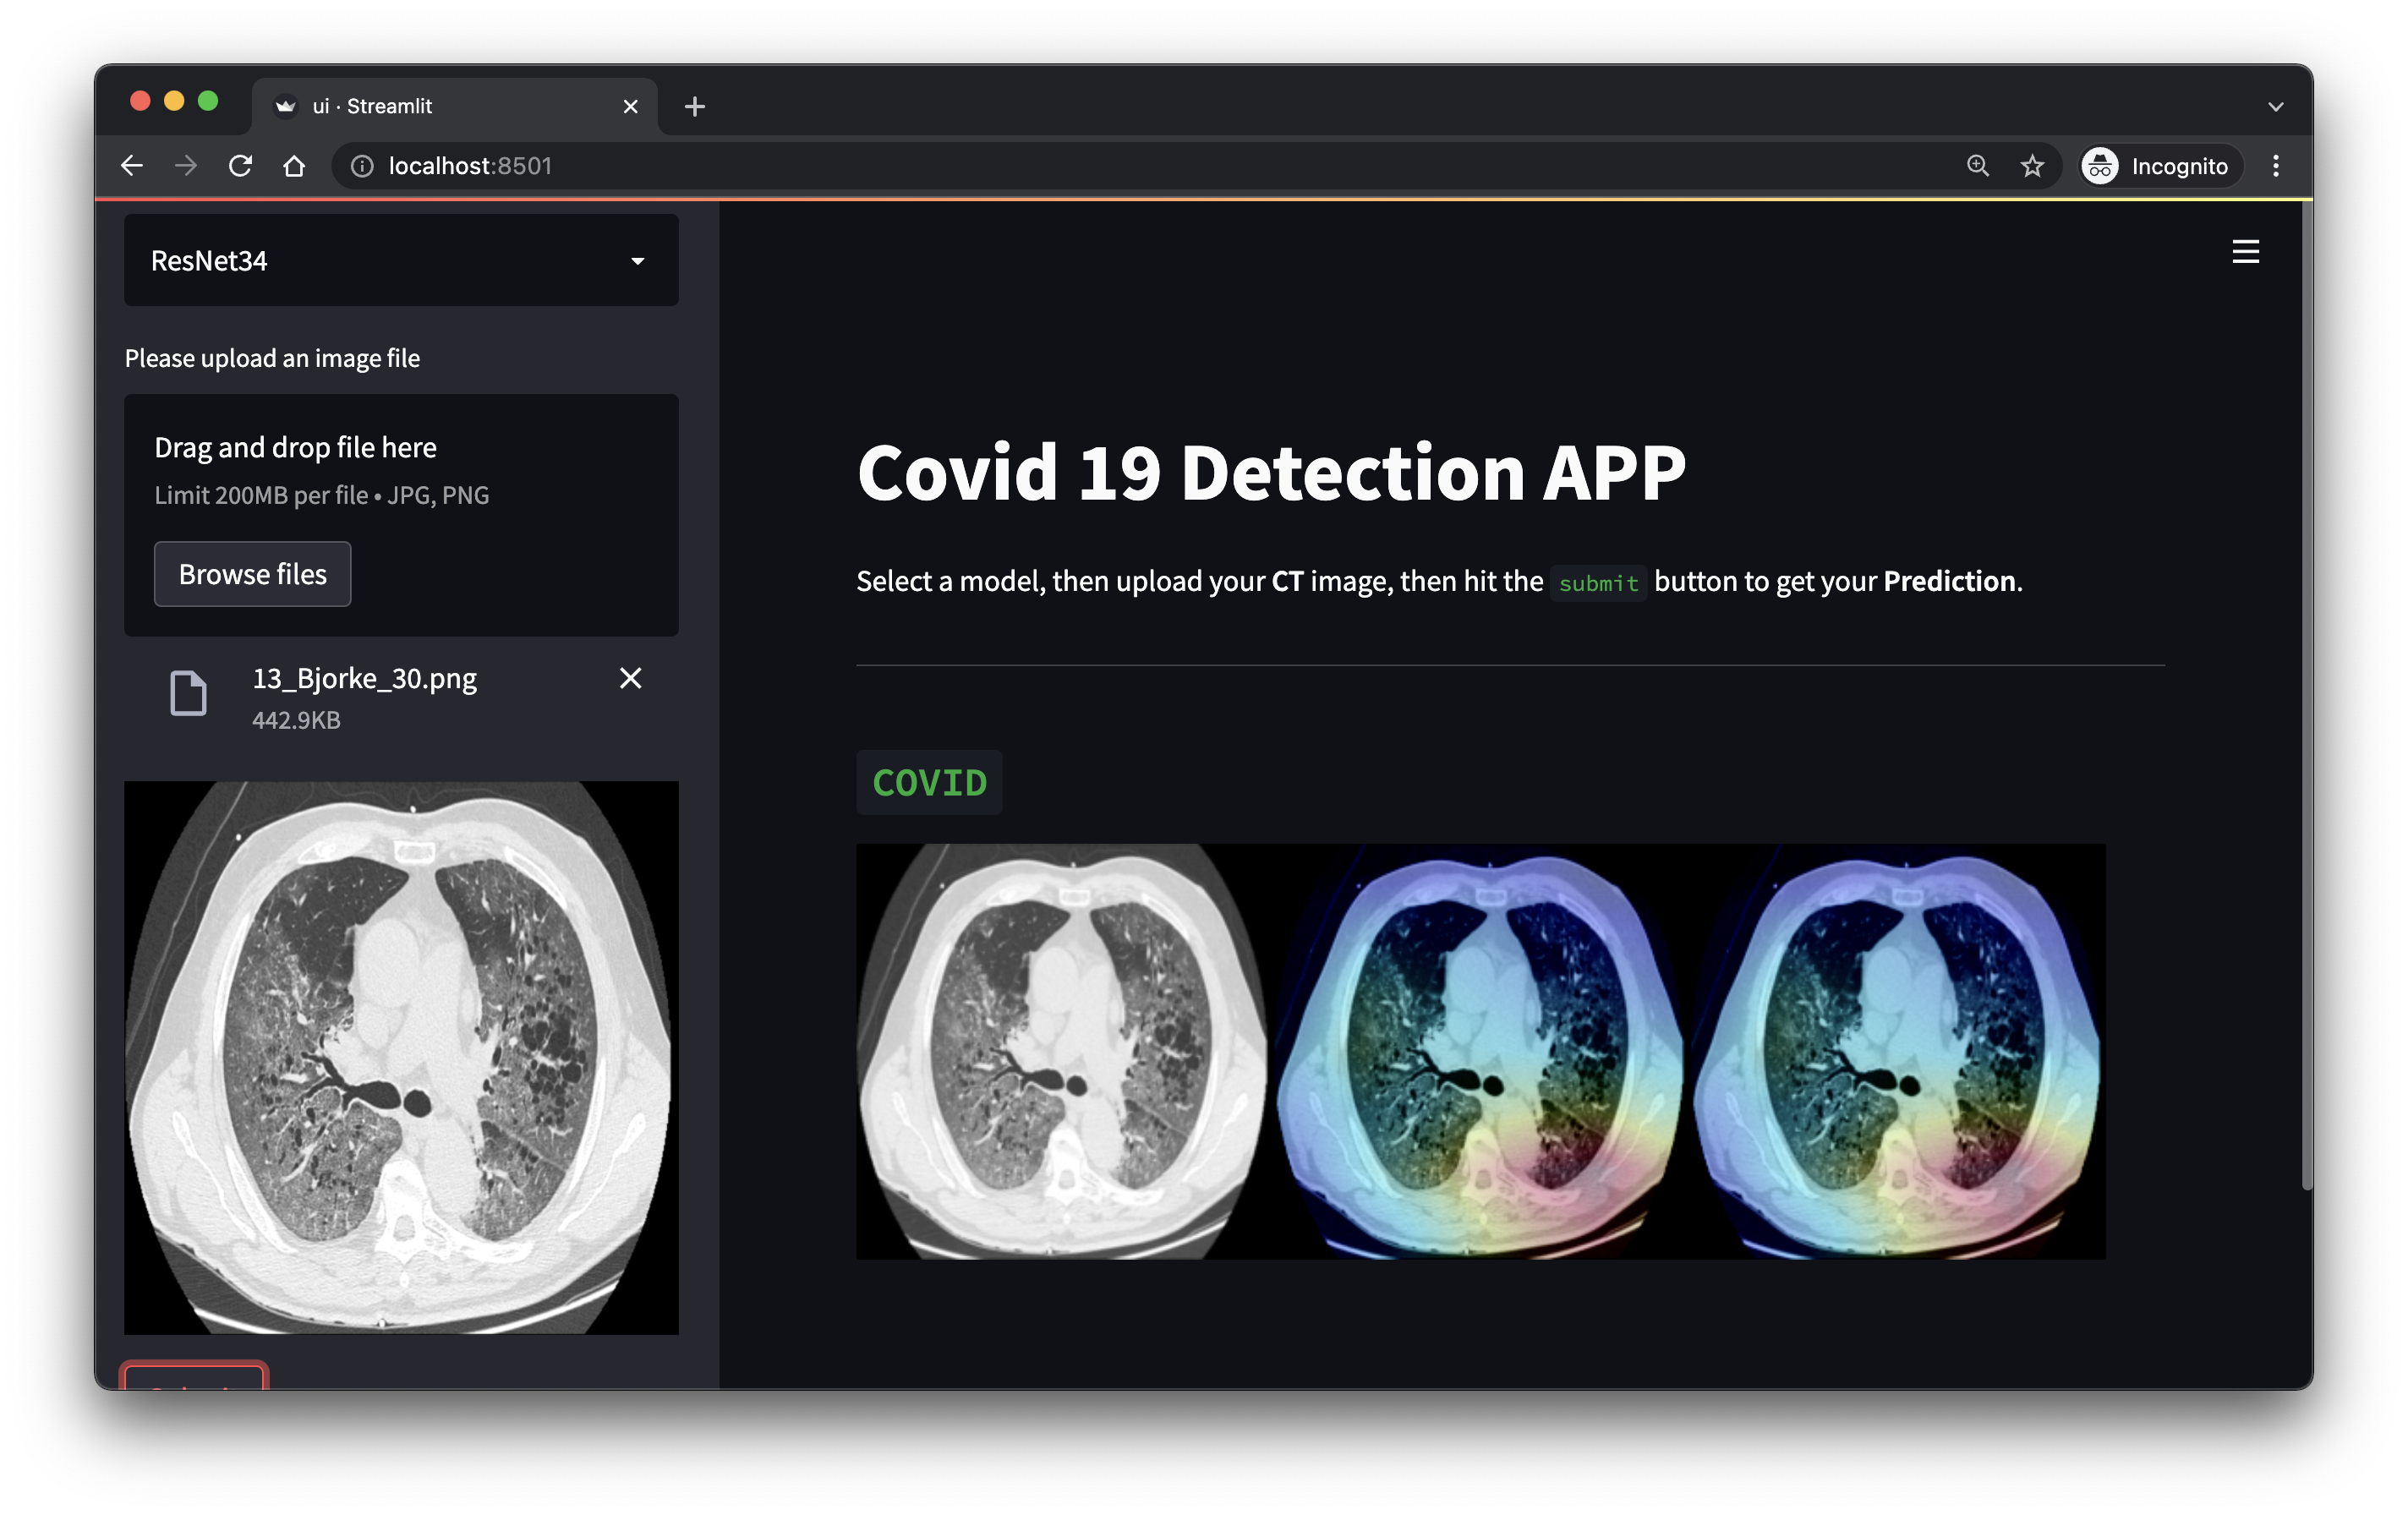 ui · Streamlit
localhost:8501
Incognito
ResNet34
Please upload an image file
Drag and drop file here
Limit 200MB per file • JPG, PNG
Browse files
13_Bjorke_30.png
442.9KB
Covid 19 Detection APP
Select a model, then upload your CT image, then hit the submit button to get your Prediction.
COVID